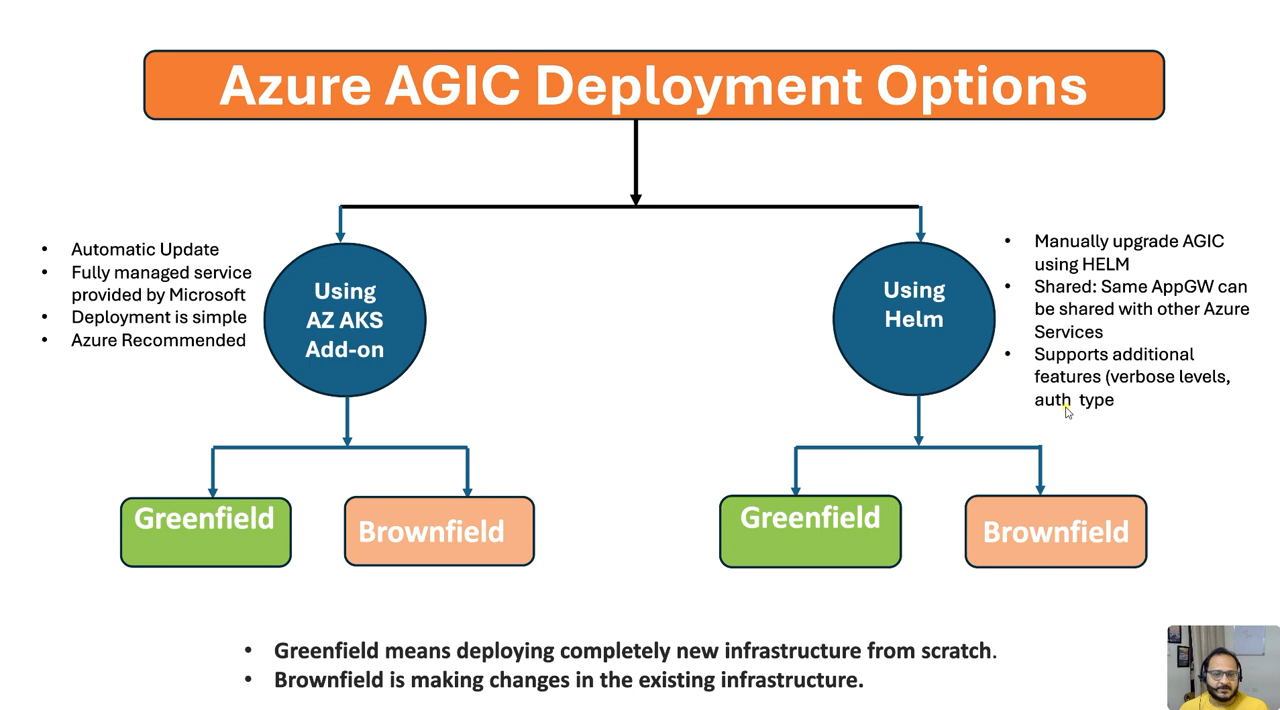 Azure AGIC Deployment Options
• Automatic Update
• Fully managed service
provided by Microsoft
• Deployment is simple
• Azure Recommended
Using
AZ AKS
Add-on
Using
Helm
• Manually upgrade AGIC
using HELM
• Shared: Same AppGW can
be shared with other Azure
Services
• Supports additional
features (verbose levels,
auth type
Greenfield
Brownfield
Greenfield
Brownfield
• Greenfield means deploying completely new infrastructure from scratch.
• Brownfield is making changes in the existing infrastructure.